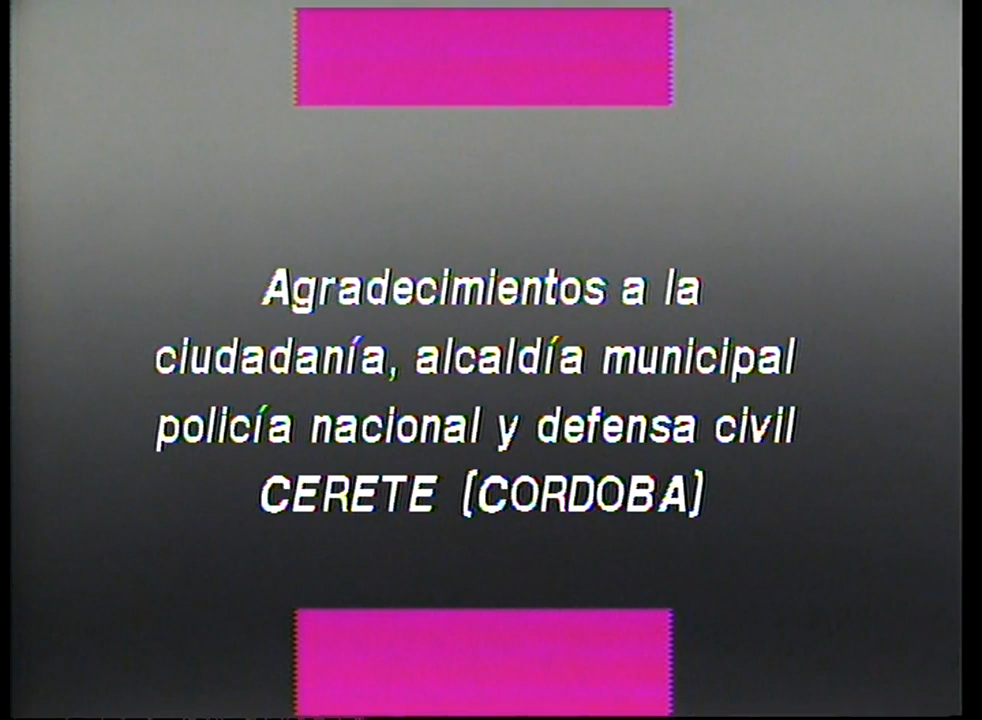 Agradecimientos a la
ciudadanía, alcaldía municipal
policía nacional y defensa civil
CERETE (CORDOBA)